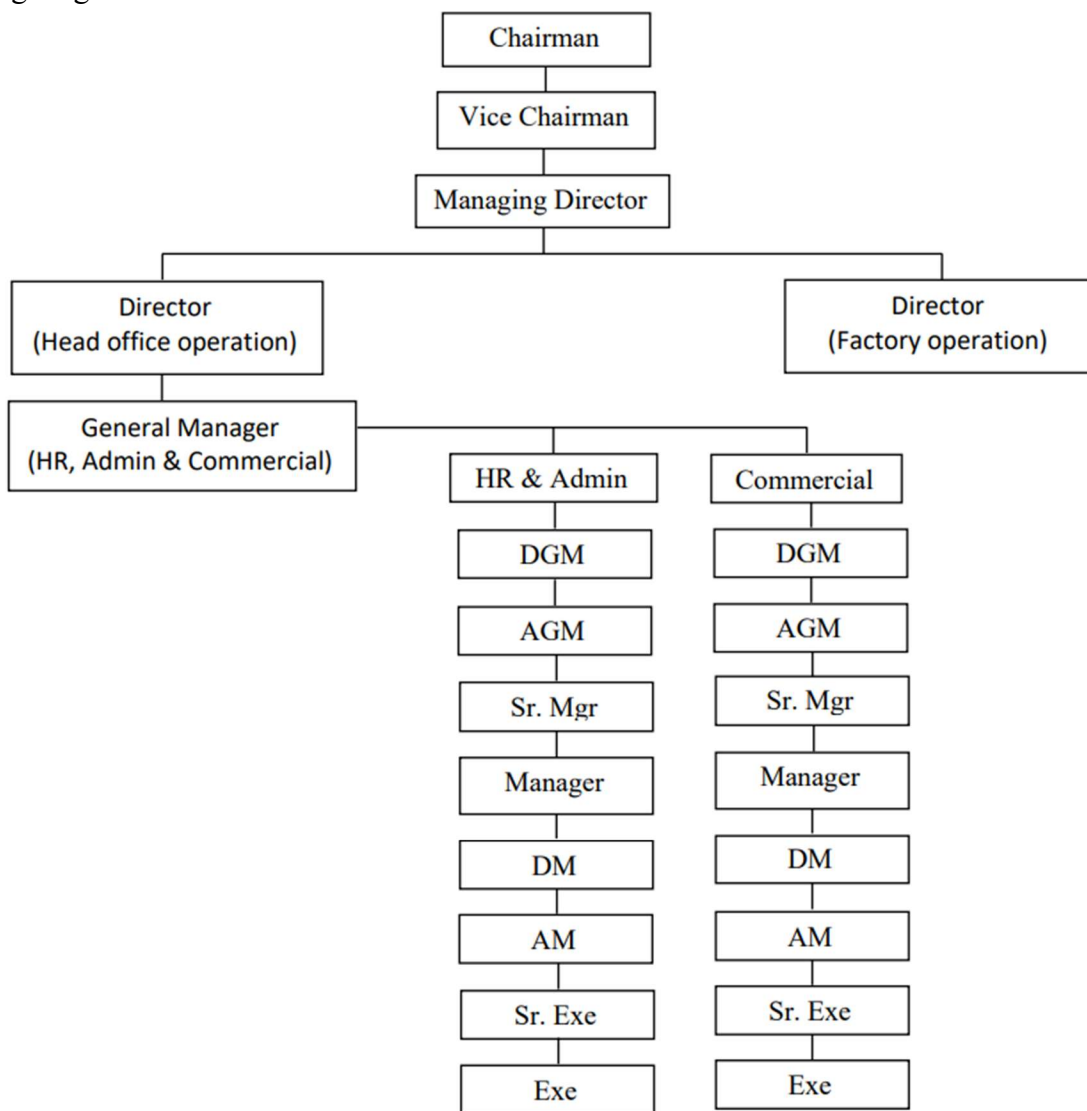 Chairman
Vice Chairman
Managing Director
Director
(Head office operation)
Director
(Factory operation)
General Manager
(HR, Admin & Commercial)
HR & Admin
DGM
AGM
Sr. Mgr
Manager
DM
AM
Sr. Exe
Exe
Commercial
DGM
AGM
Sr. Mgr
Manager
DM
AM
Sr. Exe
Exe